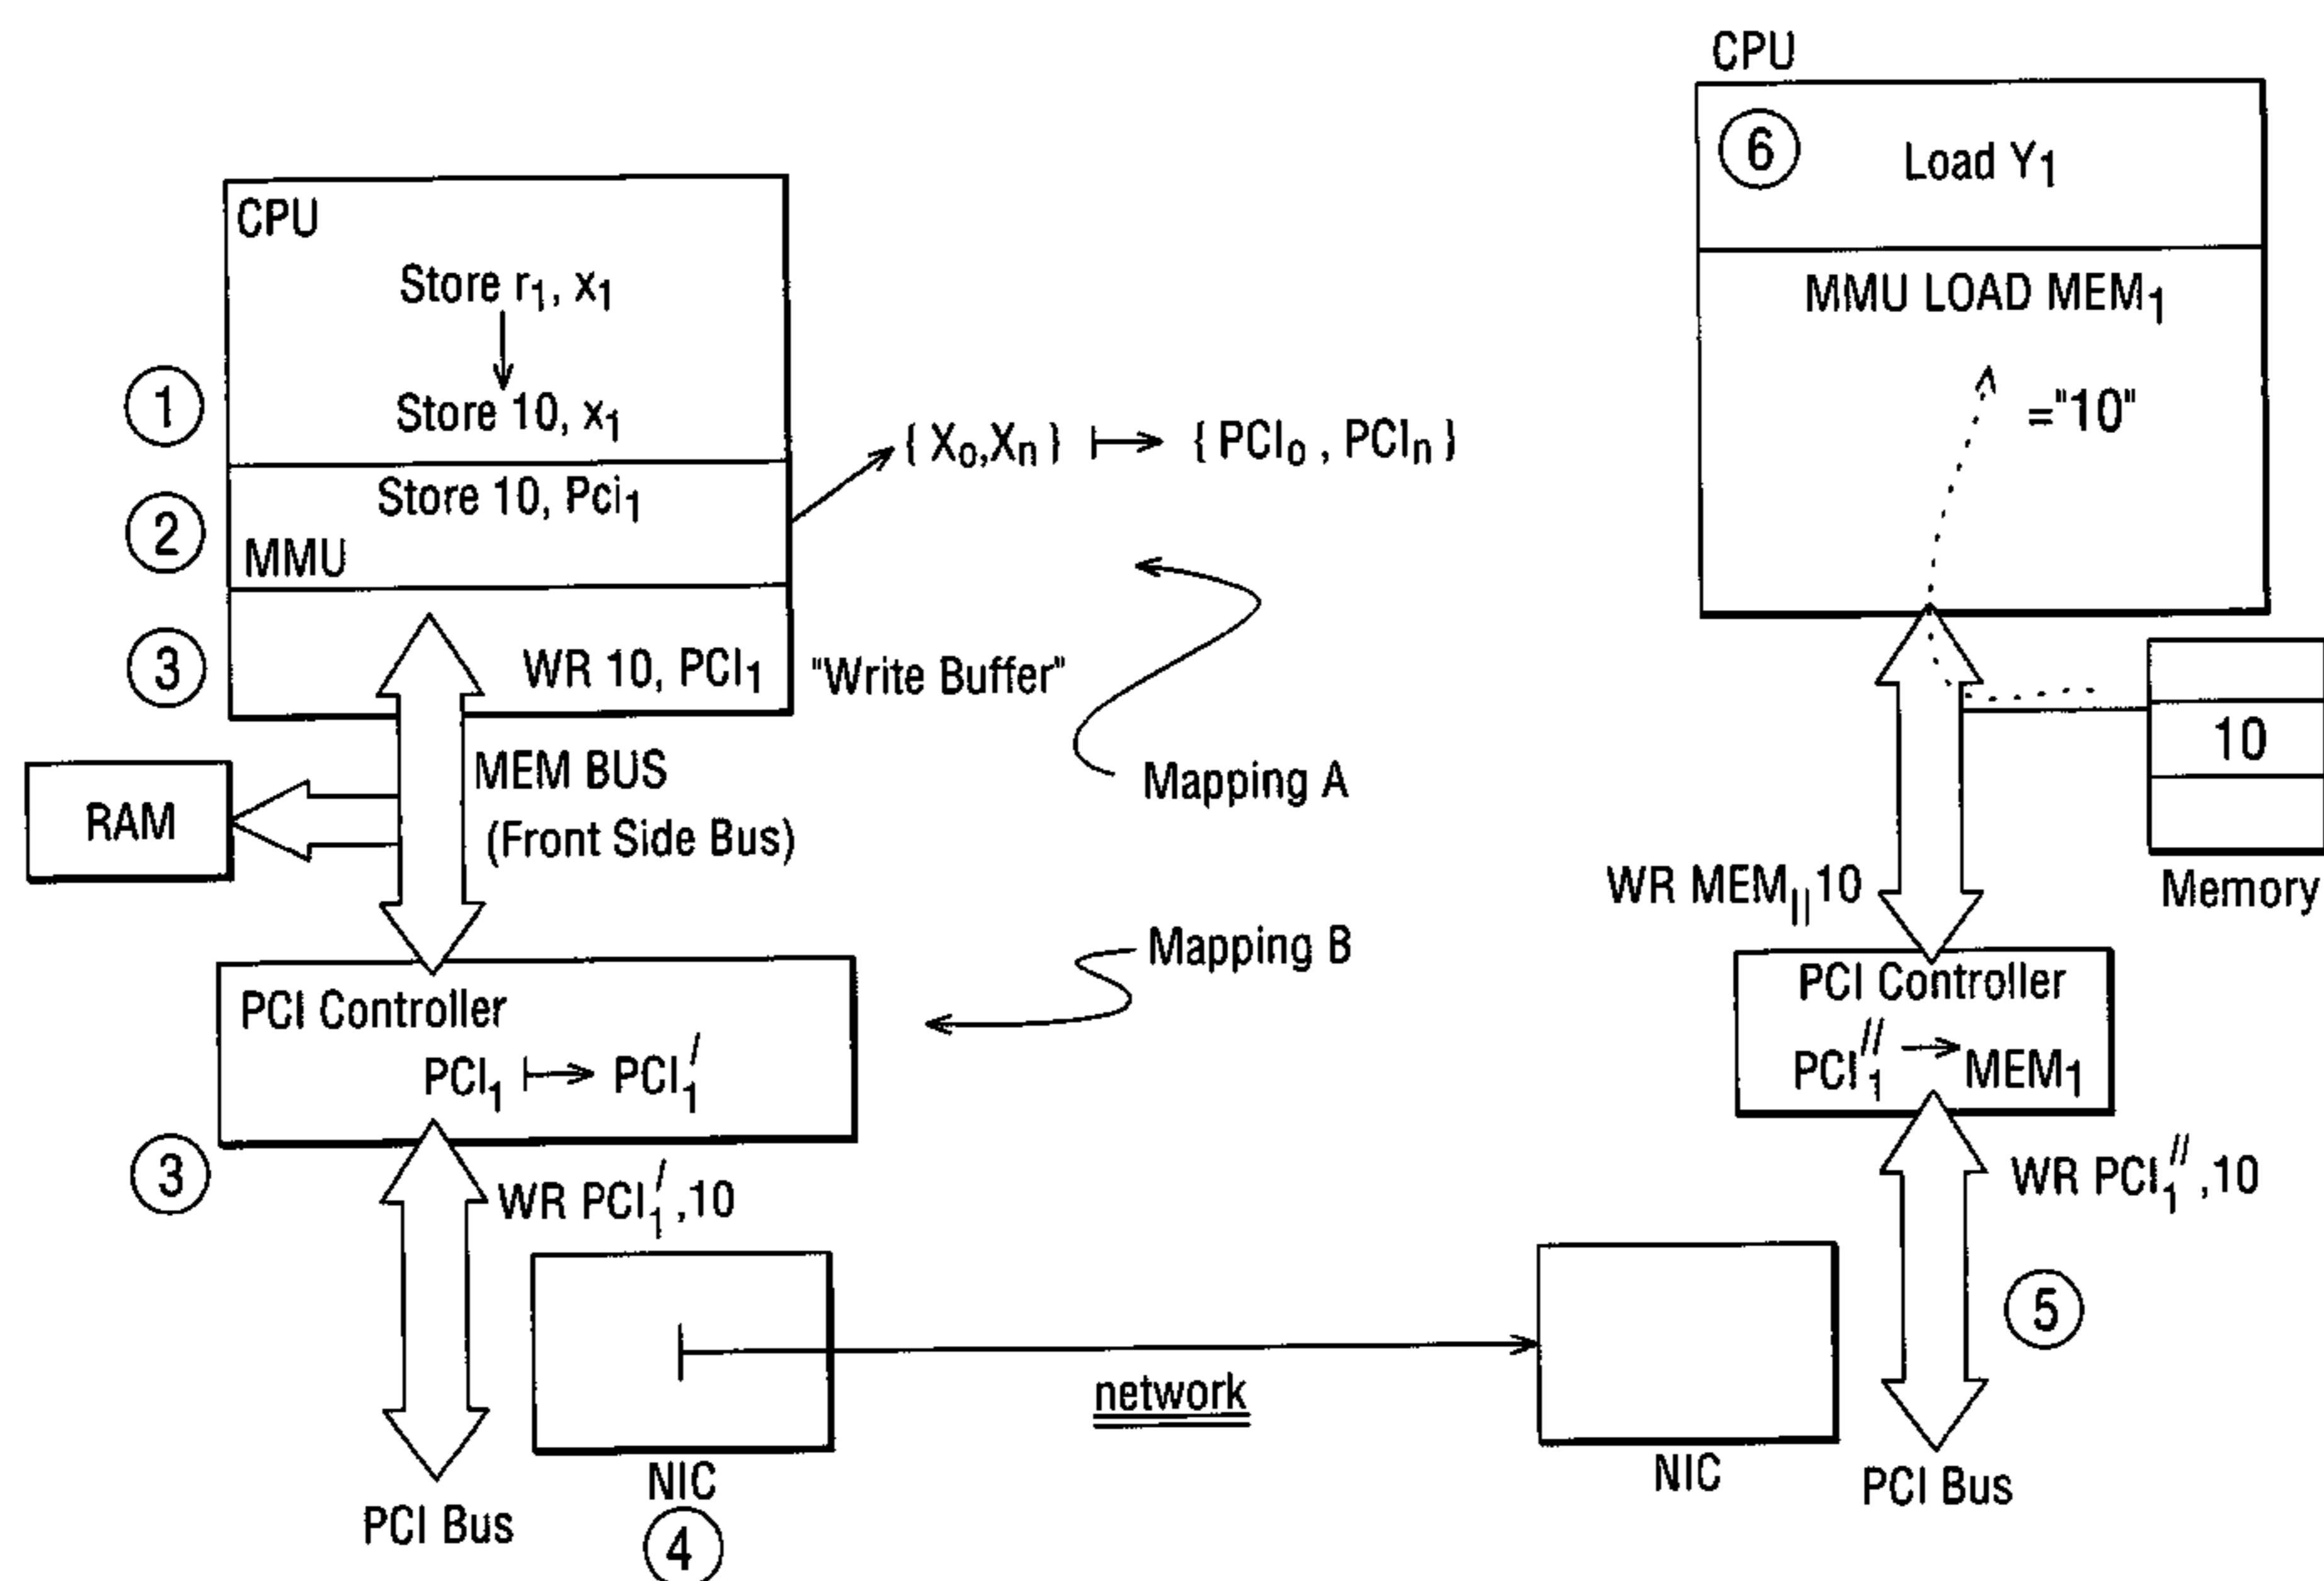 CPU
Store r₁, x₁
① Store 10, x₁
② Store 10, Pci₁
MMU
{ Xₒ,Xₙ } ↦ { PCIₒ , PCIₙ }
③ WR 10, PCI₁ "Write Buffer"
MEM BUS
(Front Side Bus)
RAM
Mapping A
Mapping B
PCI Controller
PCI₁ ↦ PCI₁′
③ WR PCI₁′,10
PCI Bus
NIC
④
network
CPU
⑥ Load Y₁
MMU LOAD MEM₁
="10"
10
Memory
WR MEM|| 10
PCI Controller
PCI₁″ → MEM₁
WR PCI₁″,10
⑤
NIC
PCI Bus